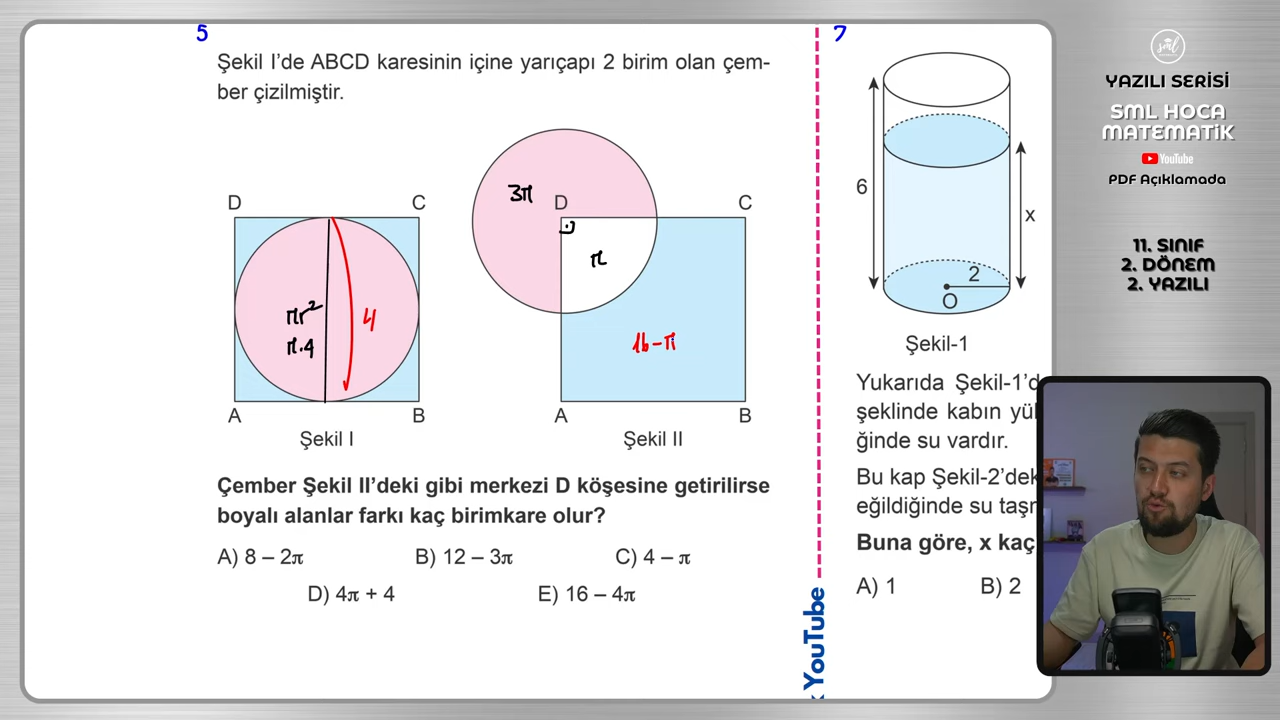 5
Şekil I’de ABCD karesinin içine yarıçapı 2 birim olan çem-
ber çizilmiştir.
D
C
πr²
π.4
4
A
B
Şekil I
3π
D
C
π
16-π
A
B
Şekil II
Çember Şekil II’deki gibi merkezi D köşesine getirilirse
boyalı alanlar farkı kaç birimkare olur?
A) 8 – 2π
B) 12 – 3π
C) 4 – π
D) 4π + 4
E) 16 – 4π
YouTube
7
6
x
2
O
Şekil-1
Yukarıda Şekil-1’d
şeklinde kabın yük
ğinde su vardır.
Bu kap Şekil-2’dek
eğildiğinde su taşm
Buna göre, x kaç
A) 1
B) 2
sml
YAZILI SERİSİ
SML HOCA
MATEMATİK
YouTube
PDF Açıklamada
11. SINIF
2. DÖNEM
2. YAZILI